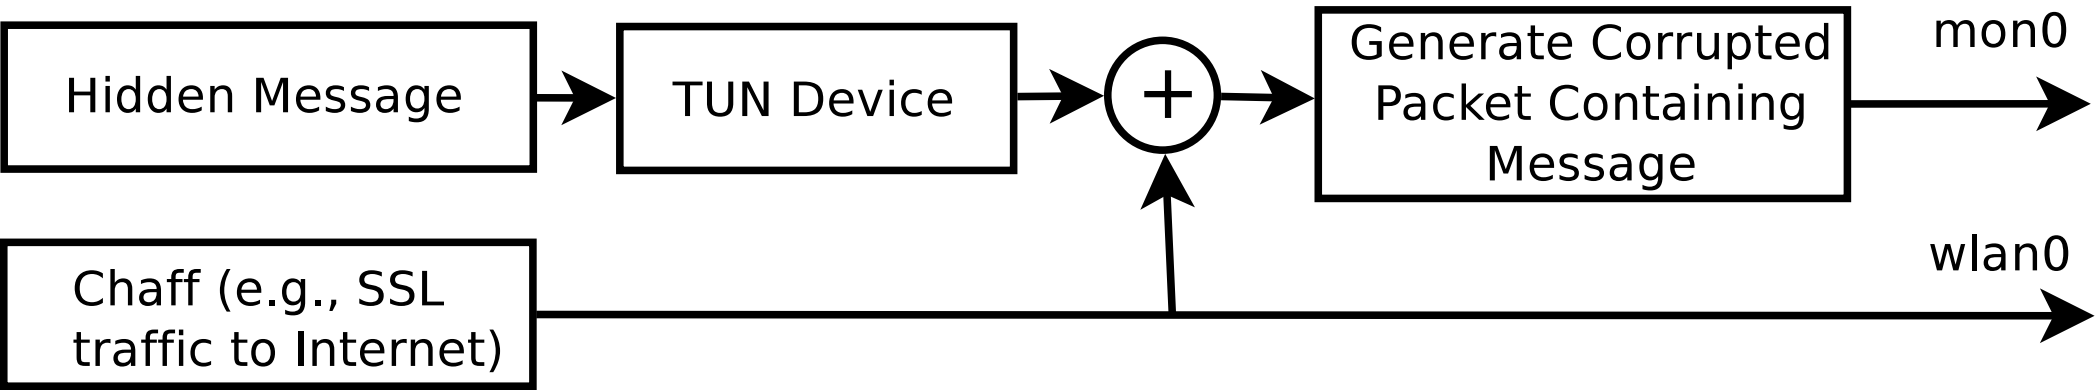 Hidden Message
TUN Device
+
Generate Corrupted
Packet Containing
Message
mon0
Chaff (e.g., SSL
traffic to Internet)
wlan0